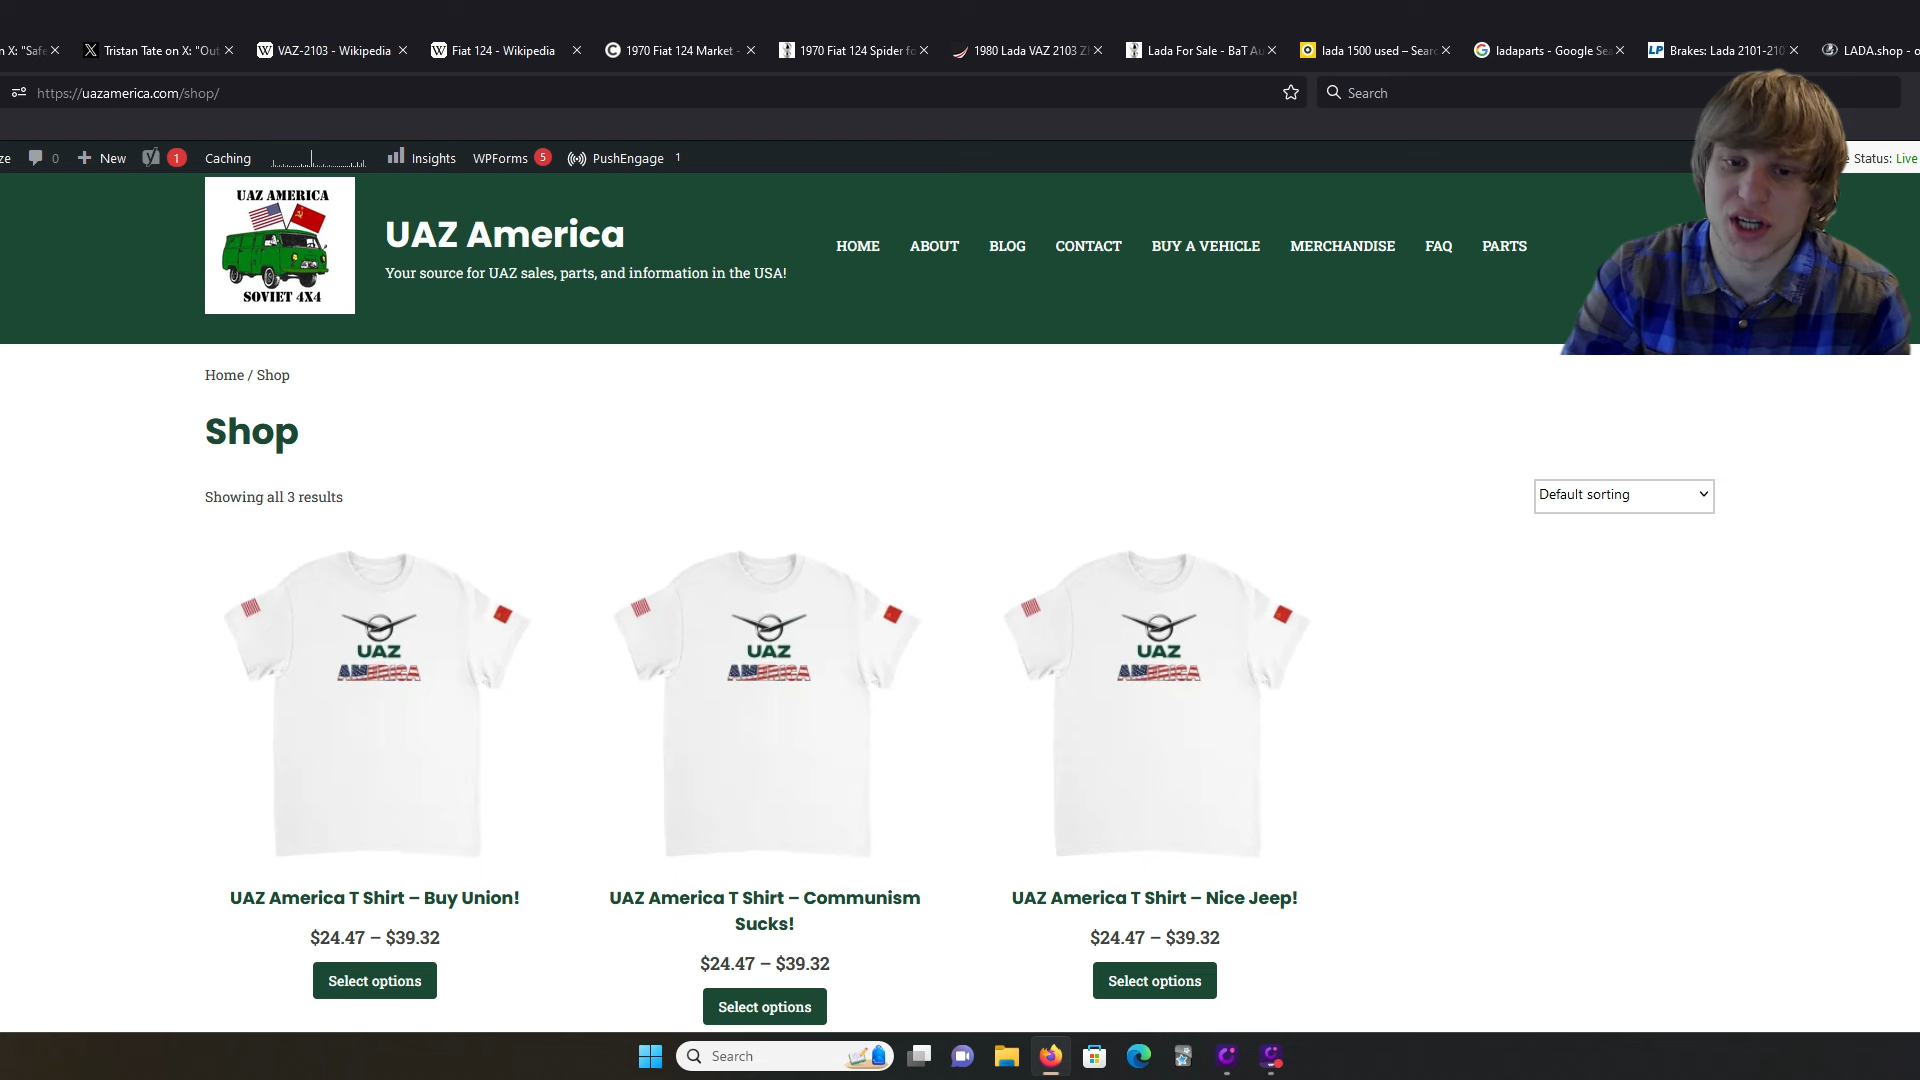 n X: "Safe
Tristan Tate on X: "Out
VAZ-2103 - Wikipedia
Fiat 124 - Wikipedia
1970 Fiat 124 Market -
1970 Fiat 124 Spider fo
1980 Lada VAZ 2103 Zh
Lada For Sale - BaT Au
lada 1500 used – Searc
ladaparts - Google Sea
LP
Brakes: Lada 2101-210
LADA.shop - o
https://uazamerica.com/shop/
Search
ze
0
New
1
Caching
Insights
WPForms
5
PushEngage
1
Status: Live
UAZ AMERICA
SOVIET 4X4
UAZ America
Your source for UAZ sales, parts, and information in the USA!
HOME
ABOUT
BLOG
CONTACT
BUY A VEHICLE
MERCHANDISE
FAQ
PARTS
Home / Shop
Shop
Showing all 3 results
Default sorting
UAZ
AMERICA
UAZ
AMERICA
UAZ
AMERICA
UAZ America T Shirt – Buy Union!
$24.47 – $39.32
Select options
UAZ America T Shirt – Communism
Sucks!
$24.47 – $39.32
Select options
UAZ America T Shirt – Nice Jeep!
$24.47 – $39.32
Select options
Search